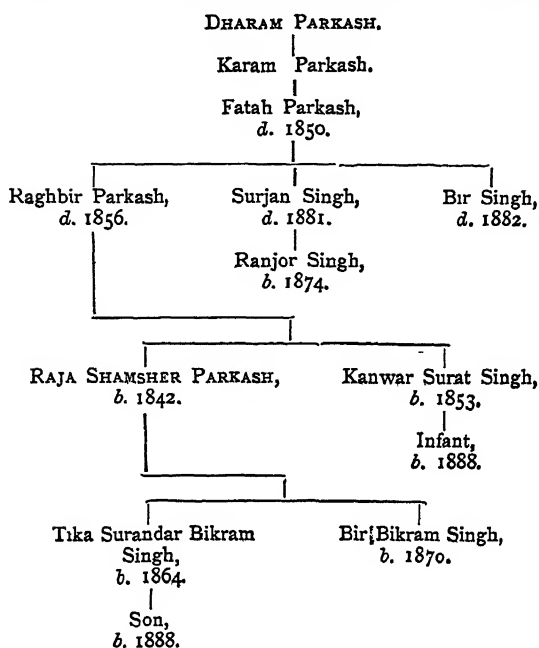 DHARAM PARKASH.
Karam Parkash.
Fatah Parkash,
d. 1850.
Raghbir Parkash,
d. 1856.
Surjan Singh,
d. 1881.
Bir Singh,
d. 1882.
Ranjor Singh,
b. 1874.
RAJA SHAMSHER PARKASH,
b. 1842.
Kanwar Surat Singh,
b. 1853.
Infant,
b. 1888.
Tika Surandar Bikram
Singh,
b. 1864.
Bir Bikram Singh,
b. 1870.
Son,
b. 1888.